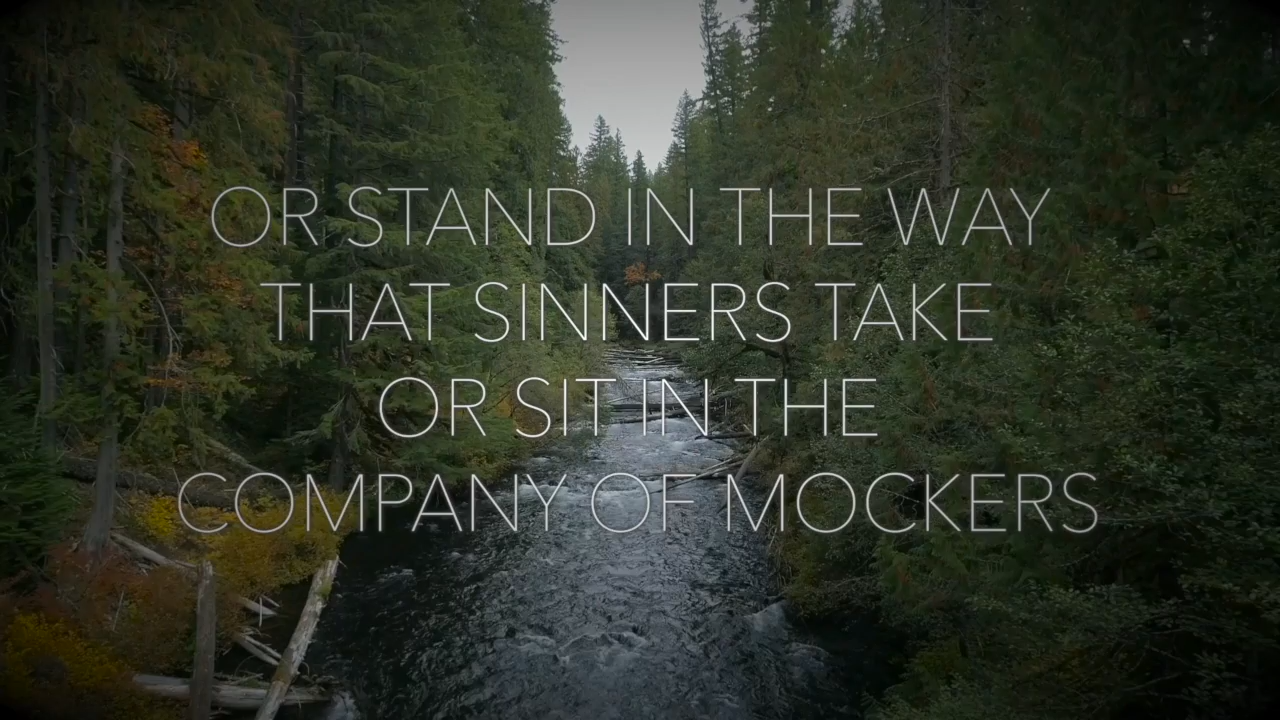 OR STAND IN THE WAY
THAT SINNERS TAKE
OR SIT IN THE
COMPANY OF MOCKERS